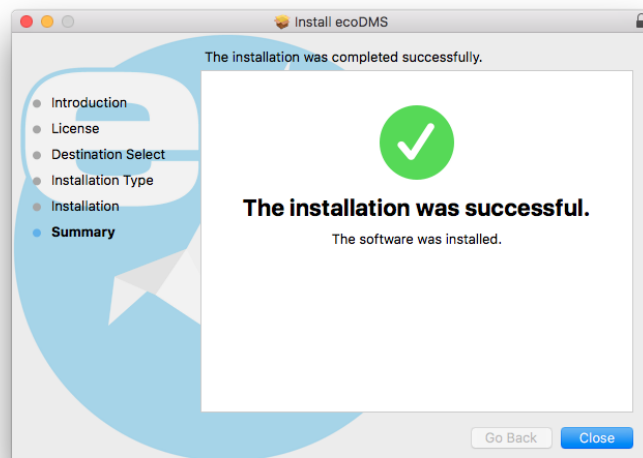 Install ecoDMS
The installation was completed successfully.
Introduction
License
Destination Select
Installation Type
Installation
Summary
The installation was successful.
The software was installed.
Go Back
Close